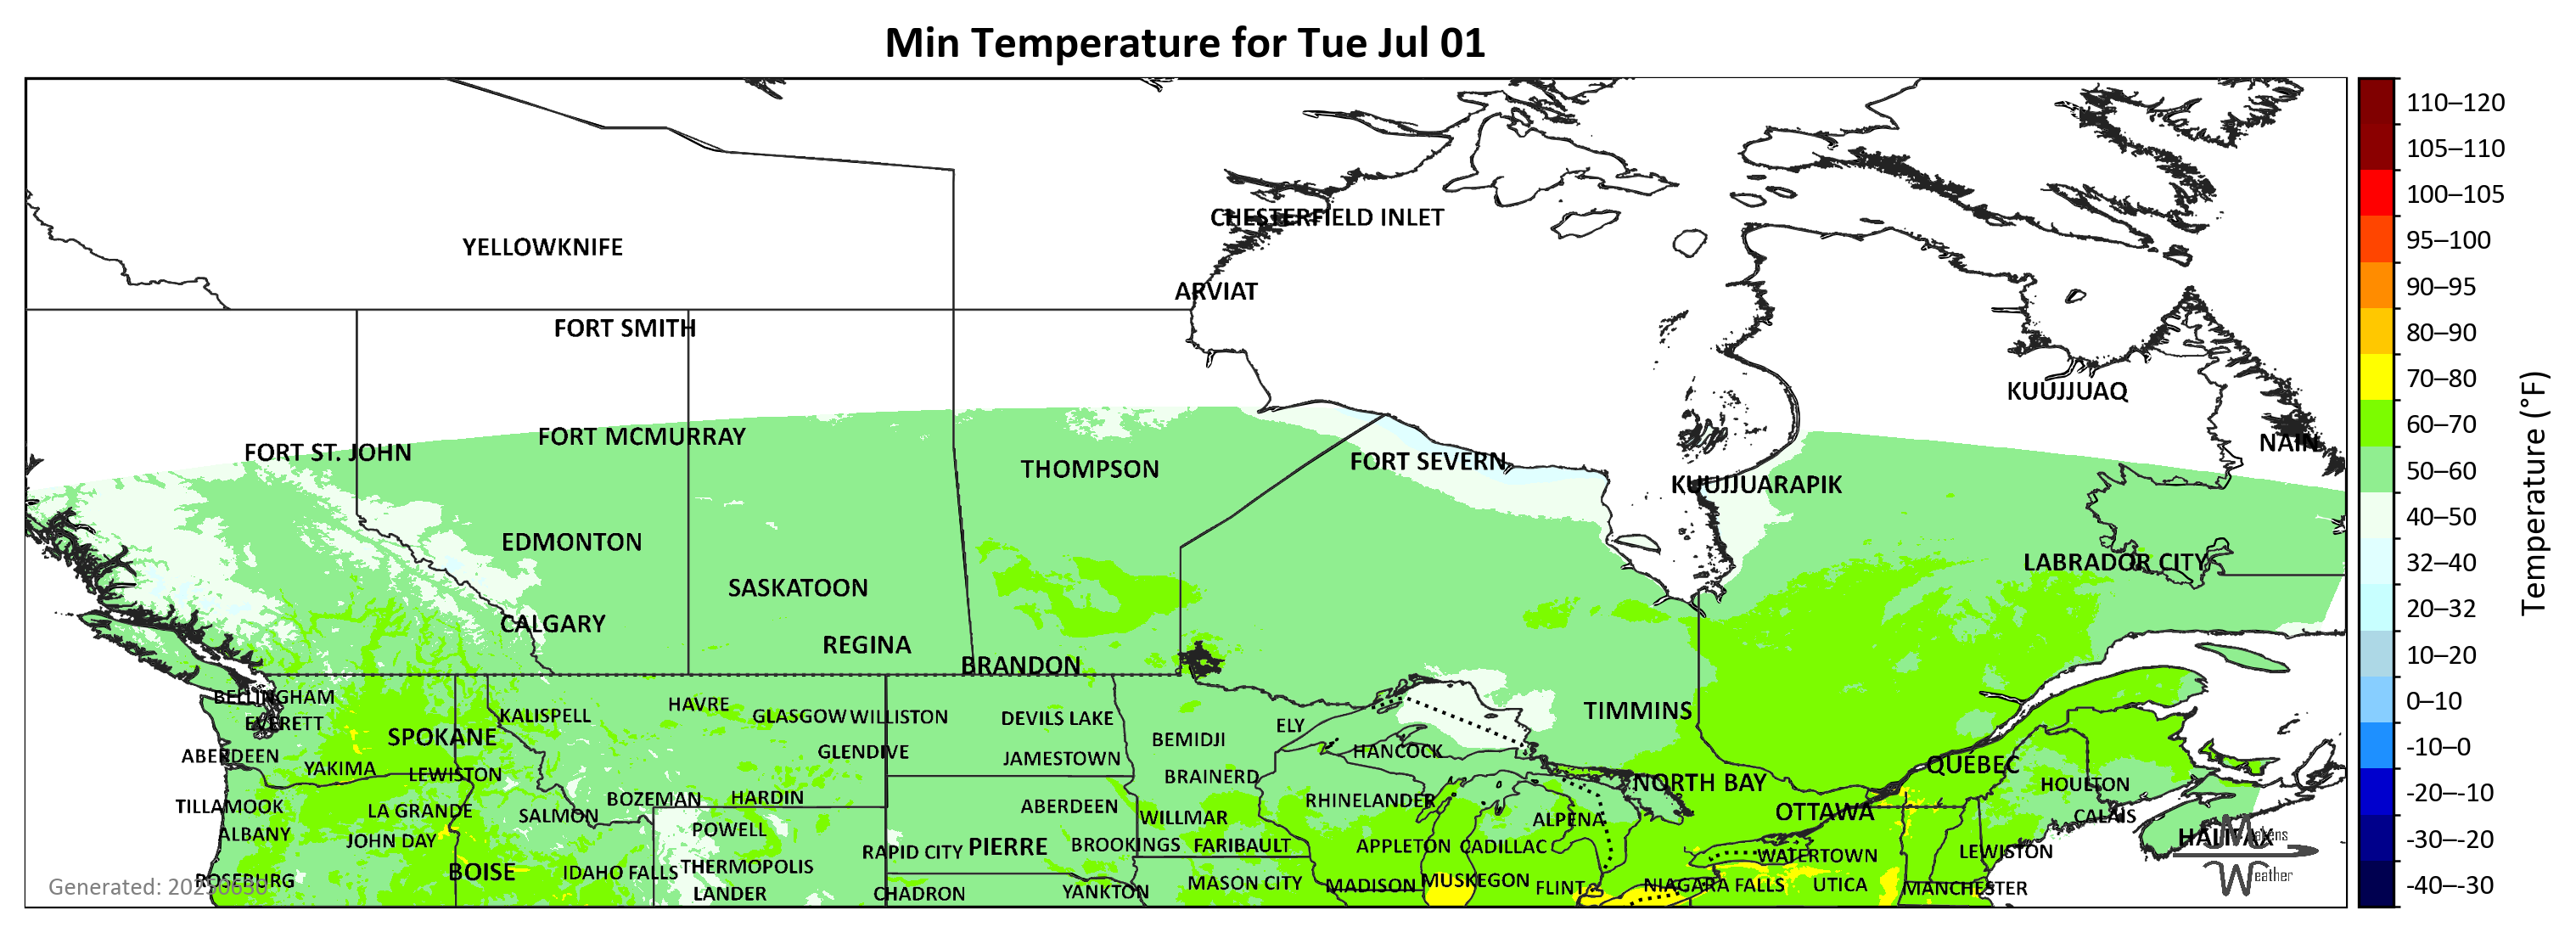 Min Temperature for Tue Jul 01
110–120
105–110
CHESTERFIELD INLET
100–105
YELLOWKNIFE
95–100
ARVIAT
90–95
FORT SMITH
80–90
KUUJJUAQ
70–80
FORT ST. JOHN
FORT MCMURRAY
60–70
NAIN
THOMPSON
FORT SEVERN
50–60
KUUJJUARAPIK
40–50
EDMONTON
LABRADOR CITY
32–40
SASKATOON
20–32
CALGARY
REGINA
BRANDON
10–20
Temperature (°F)
BELLINGHAM
HAVRE
0–10
EVERETT
KALISPELL
GLASGOW
WILLISTON
DEVILS LAKE
ELY
TIMMINS
SPOKANE
BEMIDJI
-10–0
ABERDEEN
GLENDIVE
JAMESTOWN
HANCOCK
YAKIMA
LEWISTON
BRAINERD
NORTH BAY
QUEBEC
HOULTON
-20–-10
TILLAMOOK
LA GRANDE
SALMON
BOZEMAN
HARDIN
ABERDEEN
WILLMAR
RHINELANDER
ALPENA
OTTAWA
CALAIS
ALBANY
JOHN DAY
POWELL
HALIFAX
Makens
Weather
-30–-20
RAPID CITY
PIERRE
BROOKINGS
FARIBAULT
APPLETON
CADILLAC
WATERTOWN
LEWISTON
ROSEBURG
BOISE
IDAHO FALLS
THERMOPOLIS
Generated: 20250630
LANDER
CHADRON
YANKTON
MASON CITY
MADISON
MUSKEGON
FLINT
NIAGARA FALLS
UTICA
MANCHESTER
-40–-30